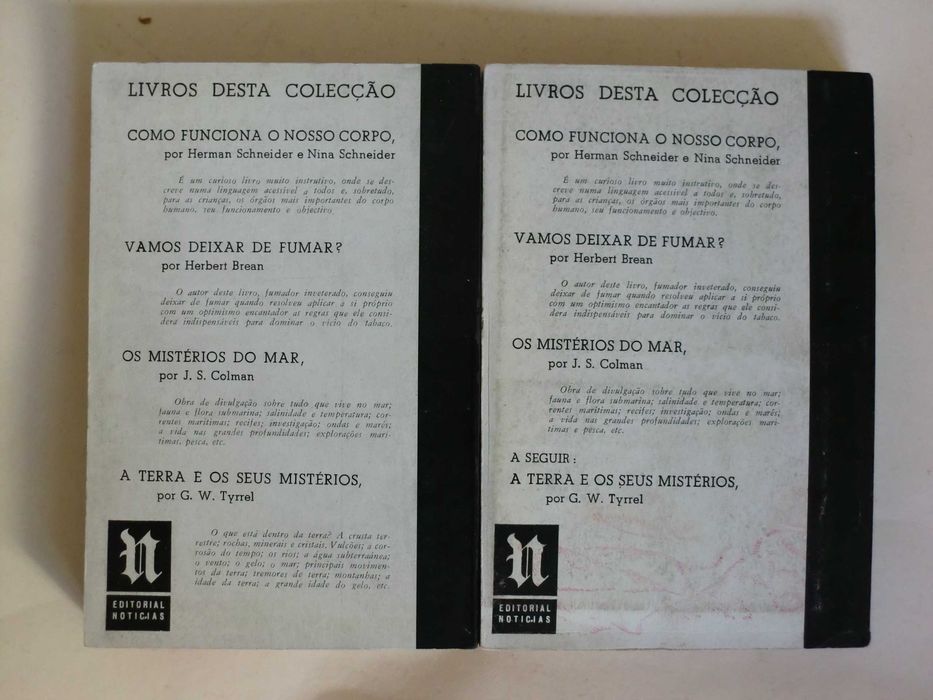 LIVROS DESTA COLECÇÃO
COMO FUNCIONA O NOSSO CORPO,
por Herman Schneider e Nina Schneider
É um curioso livro muito instrutivo, onde se des-
creve numa linguagem acessível a todos e, sobretudo,
para as crianças, os órgãos mais importantes do corpo
humano, seu funcionamento e objectivo.
VAMOS DEIXAR DE FUMAR?
por Herbert Brean
O autor deste livro, fumador inveterado, conseguiu
deixar de fumar quando resolveu aplicar a si próprio
com um optimismo encantador as regras que ele consi-
dera indispensáveis para dominar o vício do tabaco.
OS MISTÉRIOS DO MAR,
por J. S. Colman
Obra de divulgação sobre tudo que vive no mar;
fauna e flora submarina; salinidade e temperatura; cor-
rentes marítimas; recifes; investigação; ondas e marés;
a vida nas grandes profundidades; explorações marí-
timas, pesca, etc.
A TERRA E OS SEUS MISTÉRIOS,
por G. W. Tyrrel
O que está dentro da terra? A crusta ter-
restre; rochas, minerais e cristais. Vulcões; a cor-
rosão do tempo; os rios; a água subterrânea;
o vento; o gelo; o mar; principais movimen-
tos da terra; tremores de terra; montanhas; a
idade da terra; a grande idade do gelo, etc.
N
EDITORIAL
NOTICIAS
LIVROS DESTA COLECÇÃO
COMO FUNCIONA O NOSSO CORPO,
por Herman Schneider e Nina Schneider
É um curioso livro muito instrutivo, onde se des-
creve numa linguagem acessível a todos e, sobretudo,
para as crianças, os órgãos mais importantes do corpo
humano, seu funcionamento e objectivo.
VAMOS DEIXAR DE FUMAR?
por Herbert Brean
O autor deste livro, fumador inveterado, conseguiu
deixar de fumar quando resolveu aplicar a si próprio
com um optimismo encantador as regras que ele consi-
dera indispensáveis para dominar o vício do tabaco.
OS MISTÉRIOS DO MAR,
por J. S. Colman
Obra de divulgação sobre tudo que vive no mar;
fauna e flora submarina; salinidade e temperatura; cor-
rentes marítimas; recifes; investigação; ondas e marés;
a vida nas grandes profundidades; explorações marí-
timas e pesca, etc.
A SEGUIR:
A TERRA E OS SEUS MISTÉRIOS,
por G. W. Tyrrel
N
EDITORIAL
NOTICIAS